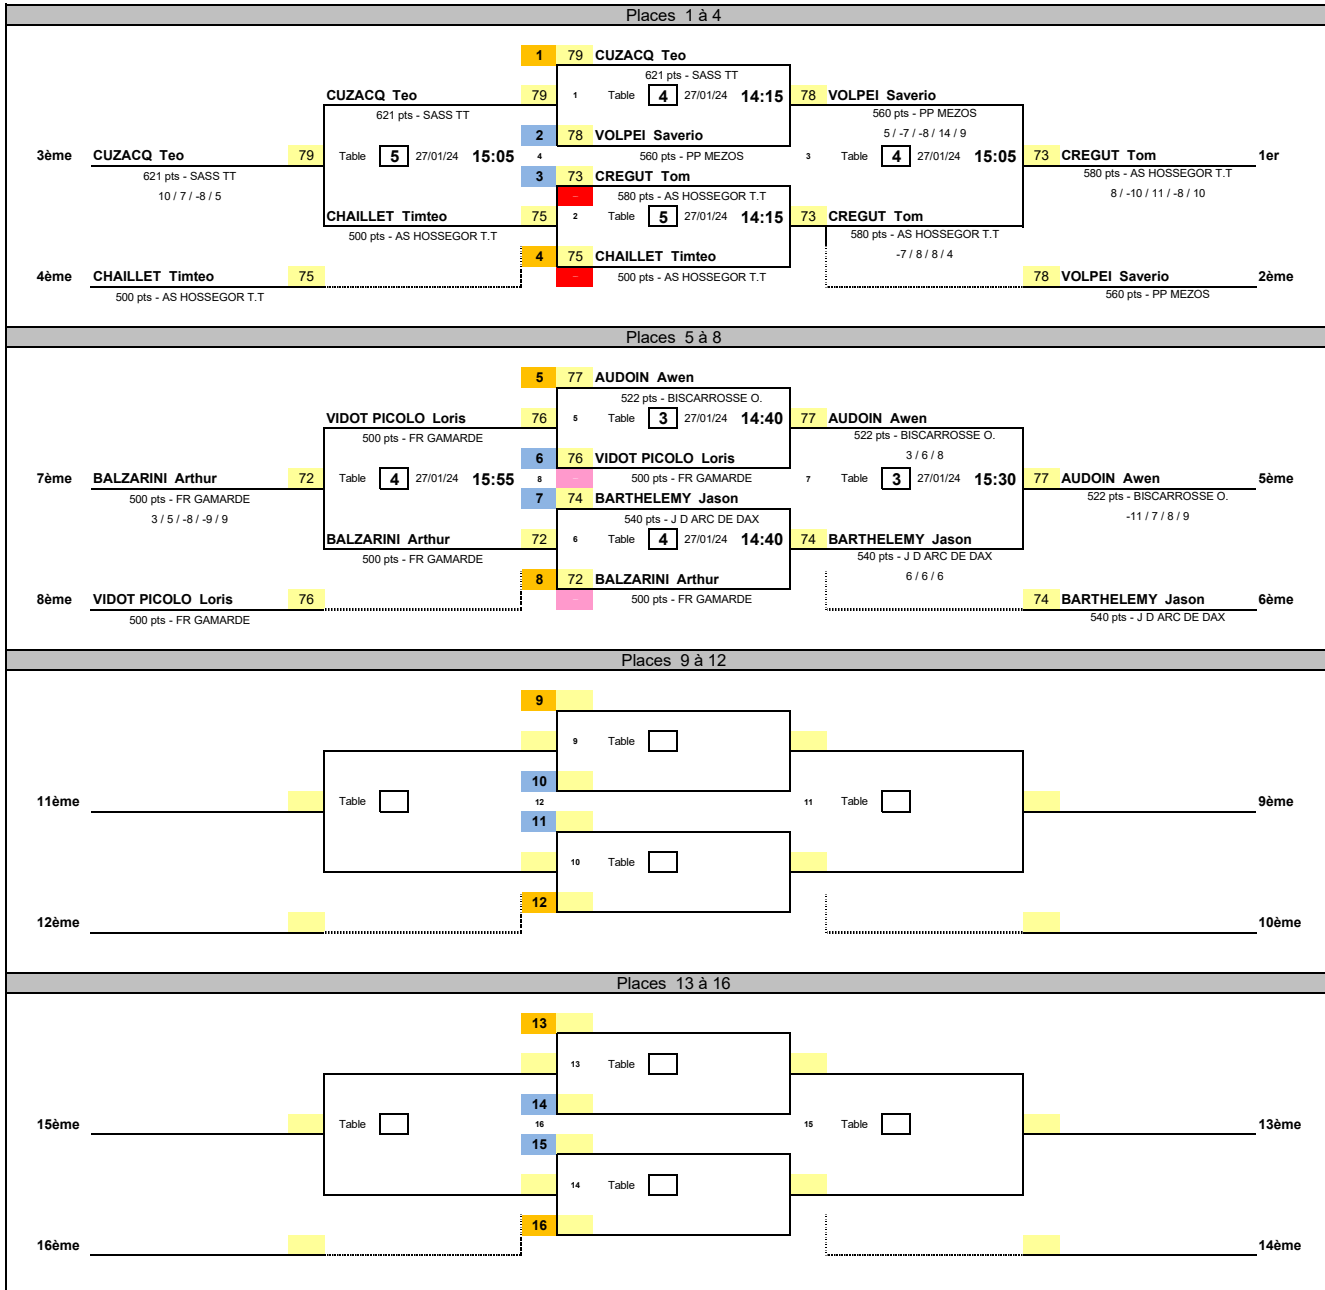 Places 1 à 4
1 79 CUZACQ Teo
621 pts - SASS TT
CUZACQ Teo 79 1 Table 4 27/01/24 14:15 78 VOLPEI Saverio
621 pts - SASS TT 560 pts - PP MEZOS
2 78 VOLPEI Saverio 5 / -7 / -8 / 14 / 9
3ème CUZACQ Teo 79 Table 5 27/01/24 15:05 4 560 pts - PP MEZOS 3 Table 4 27/01/24 15:05 73 CREGUT Tom 1er
621 pts - SASS TT 3 73 CREGUT Tom 580 pts - AS HOSSEGOR T.T
10 / 7 / -8 / 5 580 pts - AS HOSSEGOR T.T 8 / -10 / 11 / -8 / 10
CHAILLET Timteo 75 2 Table 5 27/01/24 14:15 73 CREGUT Tom
500 pts - AS HOSSEGOR T.T 580 pts - AS HOSSEGOR T.T
4 75 CHAILLET Timteo -7 / 8 / 8 / 4
4ème CHAILLET Timteo 75 500 pts - AS HOSSEGOR T.T 78 VOLPEI Saverio 2ème
500 pts - AS HOSSEGOR T.T 560 pts - PP MEZOS
Places 5 à 8
5 77 AUDOIN Awen
522 pts - BISCARROSSE O.
VIDOT PICOLO Loris 76 5 Table 3 27/01/24 14:40 77 AUDOIN Awen
500 pts - FR GAMARDE 522 pts - BISCARROSSE O.
6 76 VIDOT PICOLO Loris 3 / 6 / 8
7ème BALZARINI Arthur 72 Table 4 27/01/24 15:55 8 500 pts - FR GAMARDE 7 Table 3 27/01/24 15:30 77 AUDOIN Awen 5ème
500 pts - FR GAMARDE 7 74 BARTHELEMY Jason 522 pts - BISCARROSSE O.
3 / 5 / -8 / -9 / 9 540 pts - J D ARC DE DAX -11 / 7 / 8 / 9
BALZARINI Arthur 72 6 Table 4 27/01/24 14:40 74 BARTHELEMY Jason
500 pts - FR GAMARDE 540 pts - J D ARC DE DAX
8 72 BALZARINI Arthur 6 / 6 / 6
8ème VIDOT PICOLO Loris 76 500 pts - FR GAMARDE 74 BARTHELEMY Jason 6ème
500 pts - FR GAMARDE 540 pts - J D ARC DE DAX
Places 9 à 12
9
9 Table
10
11ème Table 12 11 Table 9ème
11
10 Table
12
12ème 10ème
Places 13 à 16
13
13 Table
14
15ème Table 16 15 Table 13ème
15
14 Table
16
16ème 14ème